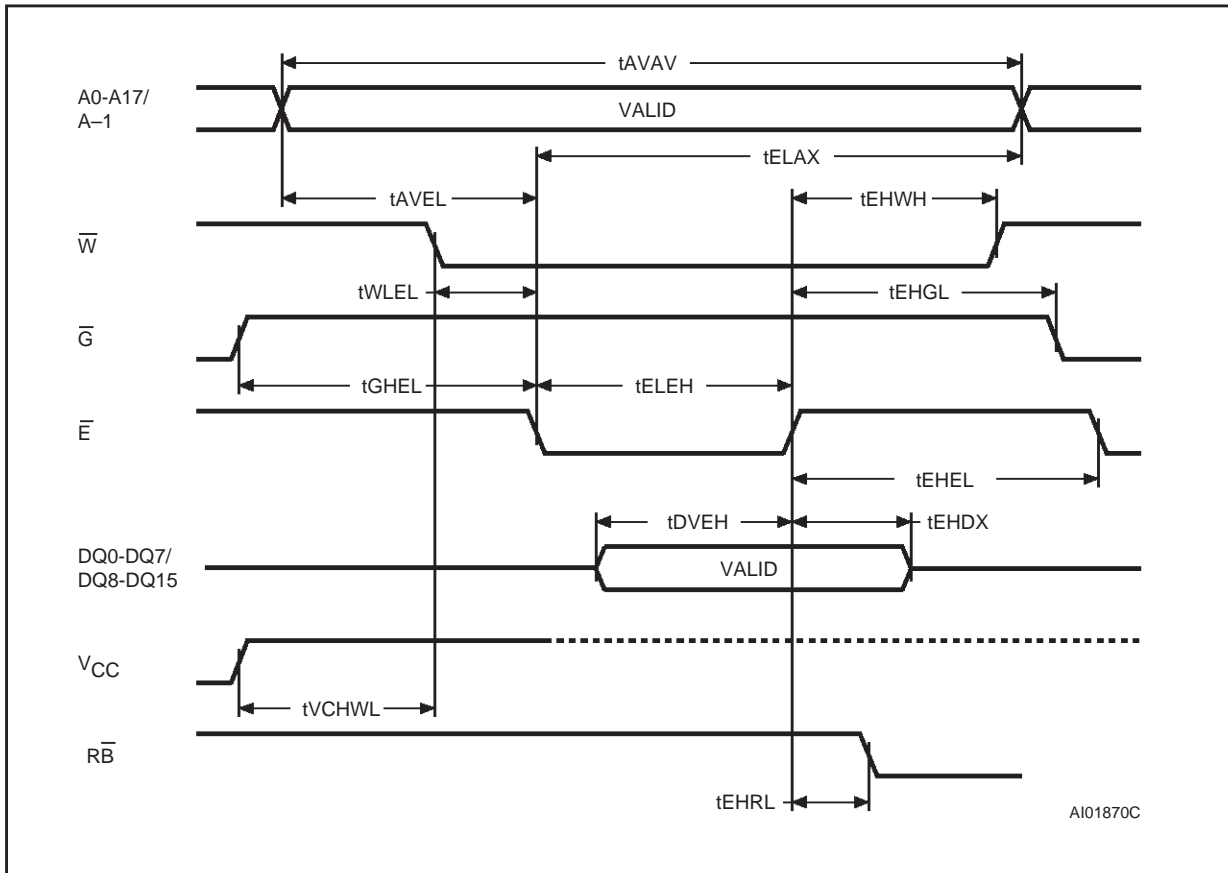 tAVAV
A0-A17/
A–1
VALID
tELAX
tAVEL
tEHWH
W̅
tWLEL
tEHGL
G̅
tGHEL
tELEH
E̅
tEHEL
tDVEH
tEHDX
DQ0-DQ7/
DQ8-DQ15
VALID
VCC
tVCHWL
RB̅
tEHRL
AI01870C